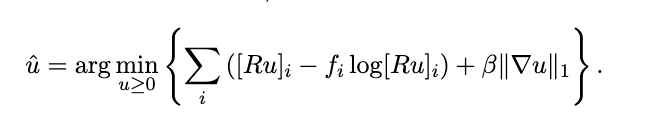 û = arg min_{u≥0} { ∑_i ([Ru]_i − f_i log[Ru]_i) + β‖∇u‖_1 } .